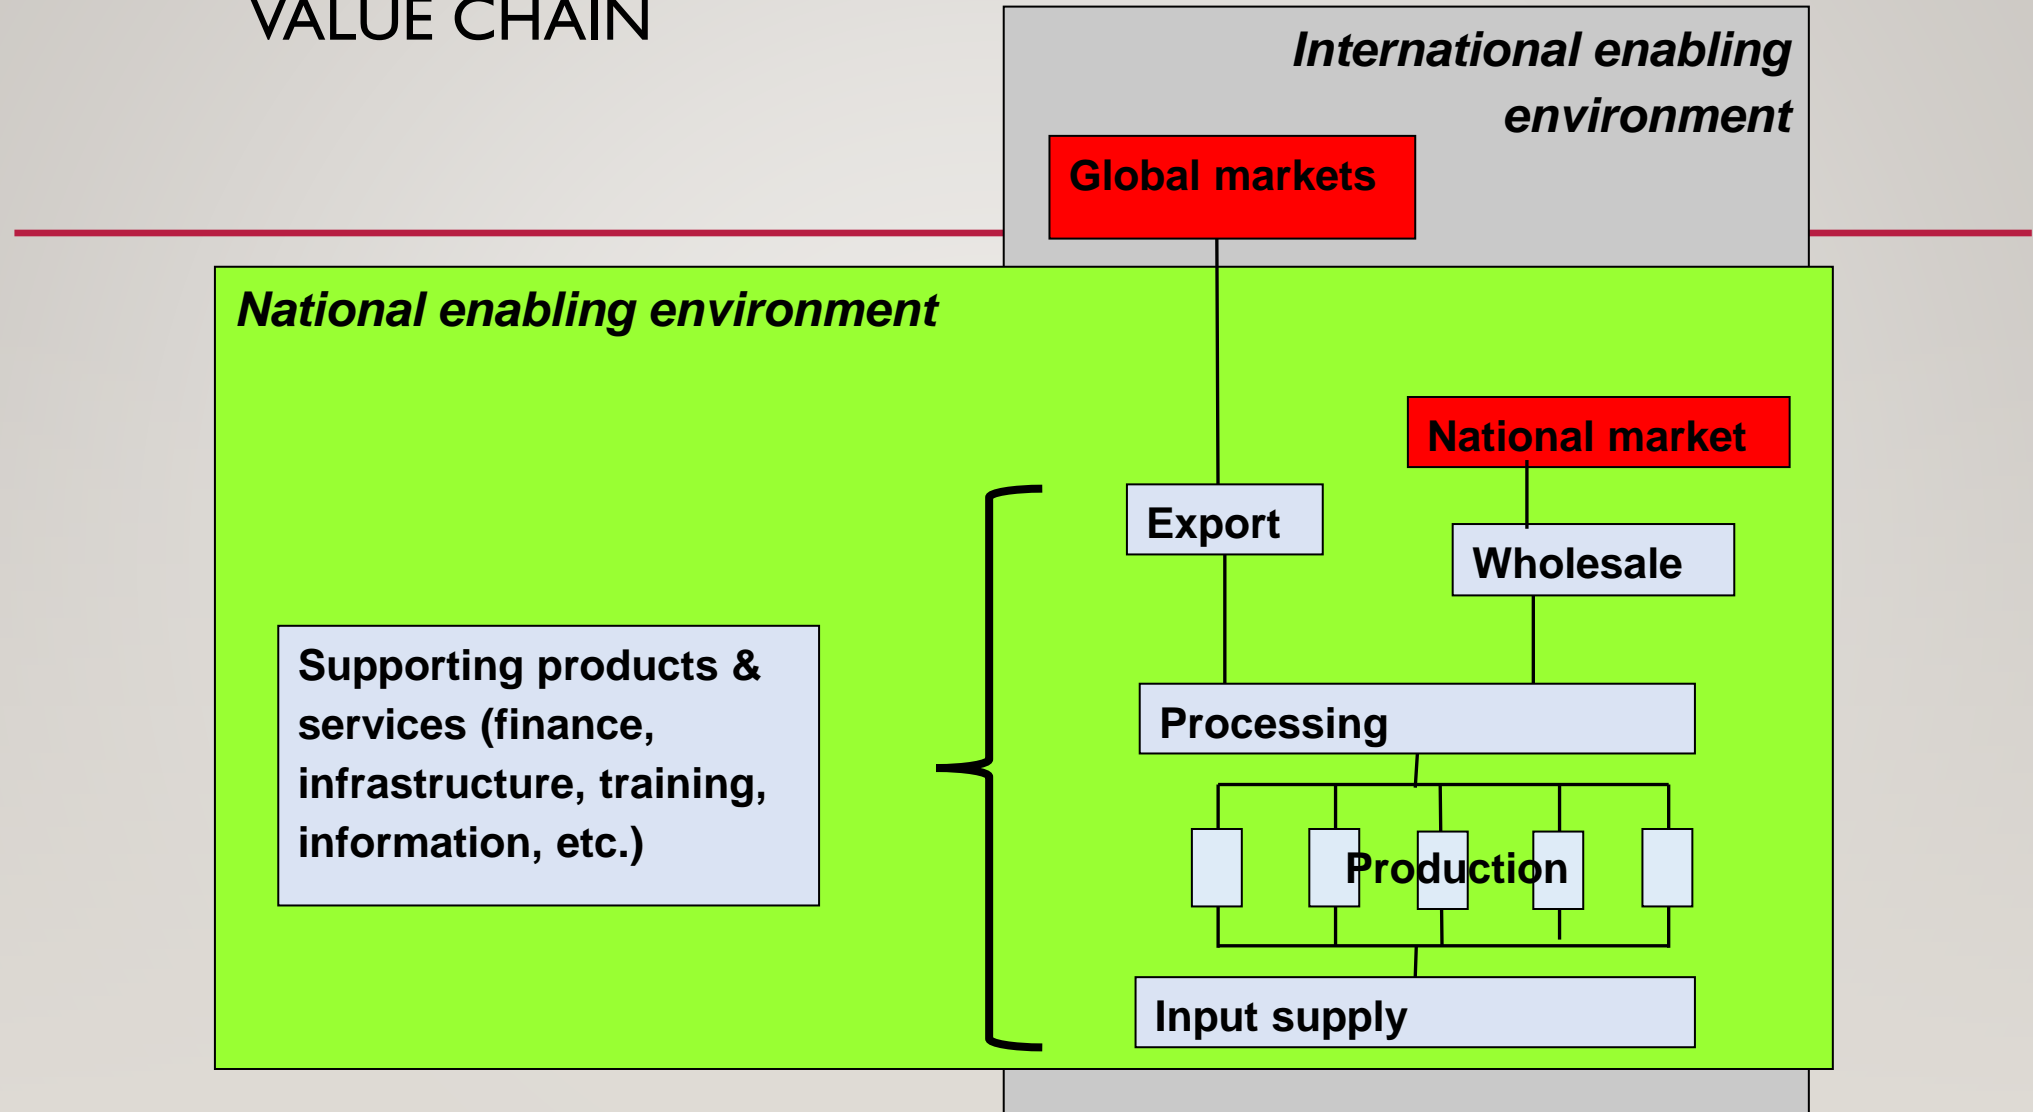 VALUE CHAIN
International enabling
environment
Global markets
National enabling environment
National market
Export
Wholesale
Supporting products &
services (finance,
infrastructure, training,
information, etc.)
Processing
Production
Input supply